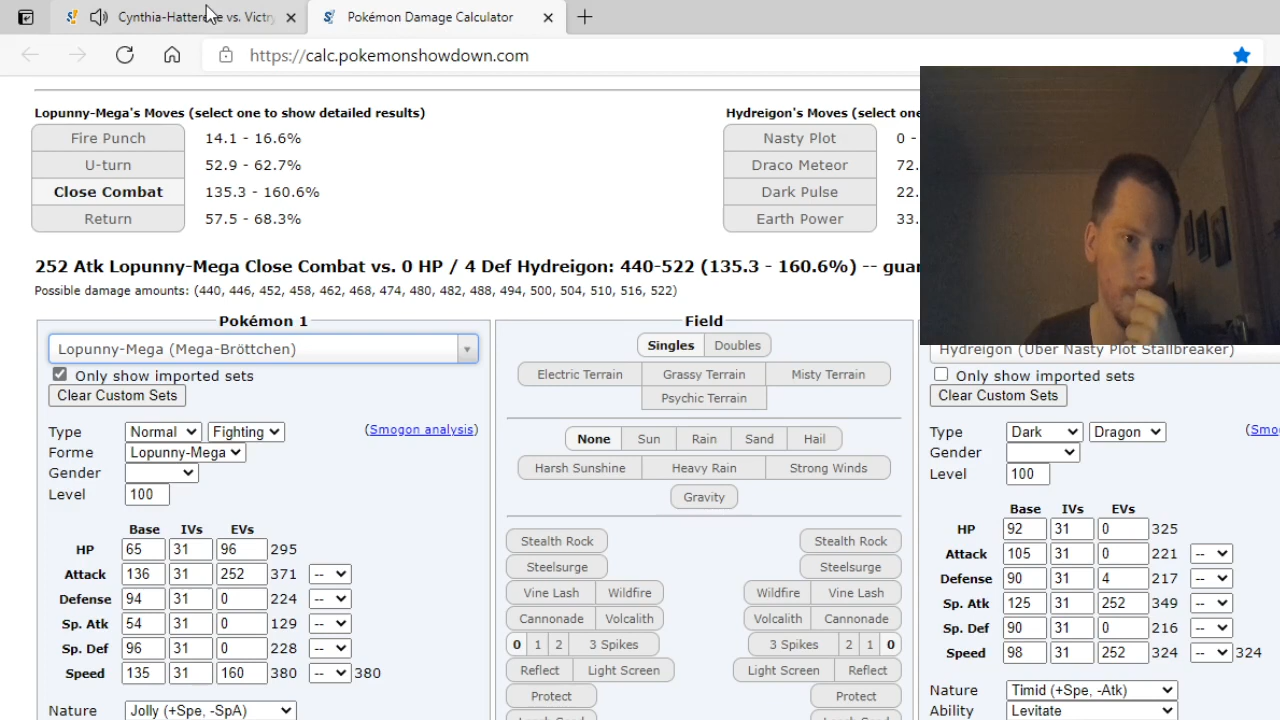 Cynthia-Hatterene vs. Victry
Pokémon Damage Calculator
https://calc.pokemonshowdown.com
Lopunny-Mega's Moves (select one to show detailed results)
Hydreigon's Moves (select one
Fire Punch 14.1 - 16.6%
Nasty Plot 0 -
U-turn 52.9 - 62.7%
Draco Meteor 72.
Close Combat 135.3 - 160.6%
Dark Pulse 22.
Return 57.5 - 68.3%
Earth Power 33.
252 Atk Lopunny-Mega Close Combat vs. 0 HP / 4 Def Hydreigon: 440-522 (135.3 - 160.6%) -- guar
Possible damage amounts: (440, 446, 452, 458, 462, 468, 474, 480, 482, 488, 494, 500, 504, 510, 516, 522)
Pokémon 1
Lopunny-Mega (Mega-Bröttchen)
Only show imported sets
Clear Custom Sets
Type Normal Fighting (Smogon analysis)
Forme Lopunny-Mega
Gender
Level 100
Base IVs EVs
HP 65 31 96 295
Attack 136 31 252 371 --
Defense 94 31 0 224 --
Sp. Atk 54 31 0 129 --
Sp. Def 96 31 0 228 --
Speed 135 31 160 380 -- 380
Nature Jolly (+Spe, -SpA)
Field
Singles Doubles
Electric Terrain Grassy Terrain Misty Terrain
Psychic Terrain
None Sun Rain Sand Hail
Harsh Sunshine Heavy Rain Strong Winds
Gravity
Stealth Rock Stealth Rock
Steelsurge Steelsurge
Vine Lash Wildfire Wildfire Vine Lash
Cannonade Volcalith Volcalith Cannonade
0 1 2 3 Spikes 3 Spikes 2 1 0
Reflect Light Screen Light Screen Reflect
Protect Protect
Hydreigon (Uber Nasty Plot Stallbreaker)
Only show imported sets
Clear Custom Sets
Type Dark Dragon (Smo
Gender
Level 100
Base IVs EVs
HP 92 31 0 325
Attack 105 31 0 221 --
Defense 90 31 4 217 --
Sp. Atk 125 31 252 349 --
Sp. Def 90 31 0 216 --
Speed 98 31 252 324 -- 324
Nature Timid (+Spe, -Atk)
Ability Levitate